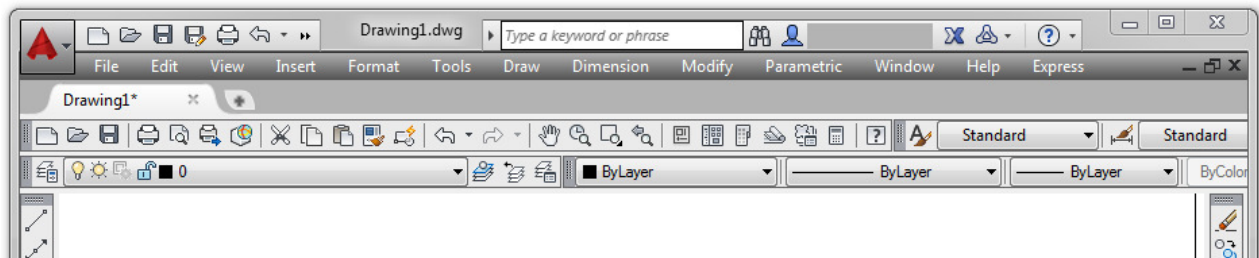 Drawing1.dwg Type a keyword or phrase ?
File Edit View Insert Format Tools Draw Dimension Modify Parametric Window Help Express
Drawing1*
? A Standard Standard
0 ByLayer ByLayer ByLayer ByColor